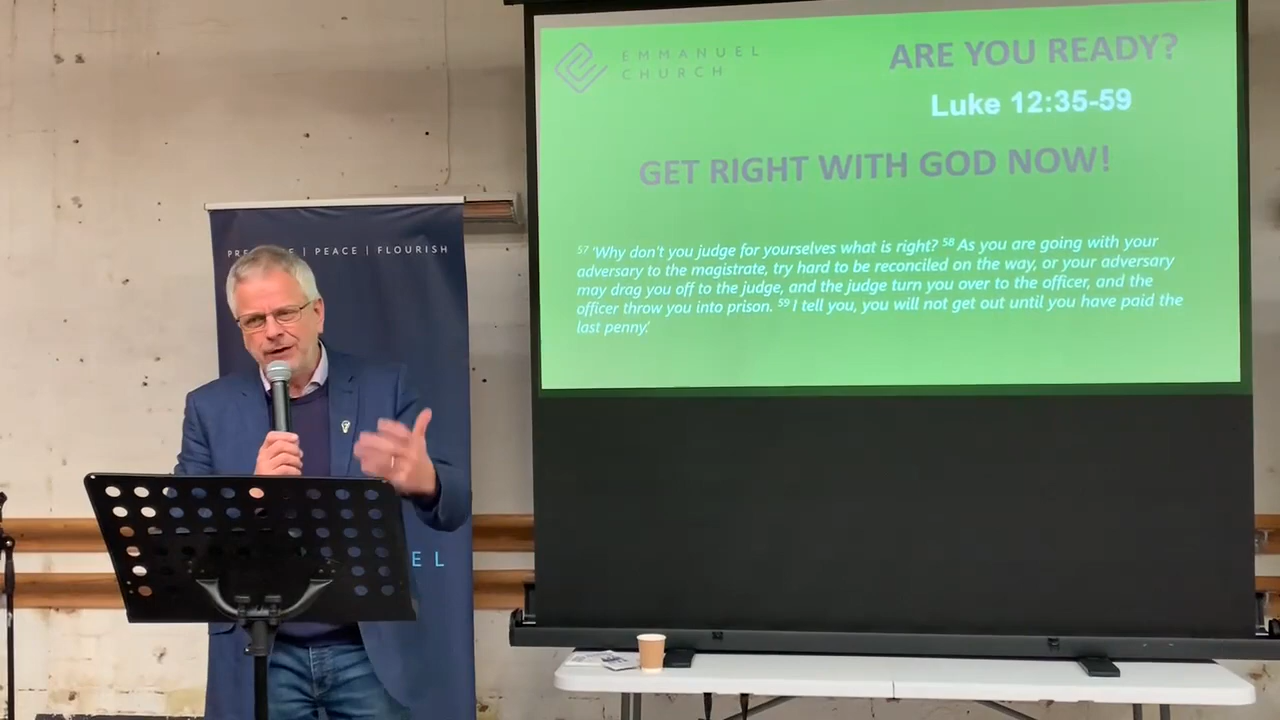 EMMANUEL
CHURCH
ARE YOU READY?
Luke 12:35-59
GET RIGHT WITH GOD NOW!
57 'Why don't you judge for yourselves what is right? 58 As you are going with your
adversary to the magistrate, try hard to be reconciled on the way, or your adversary
may drag you off to the judge, and the judge turn you over to the officer, and the
officer throw you into prison. 59 I tell you, you will not get out until you have paid the
last penny.'
| PEACE | FLOURISH